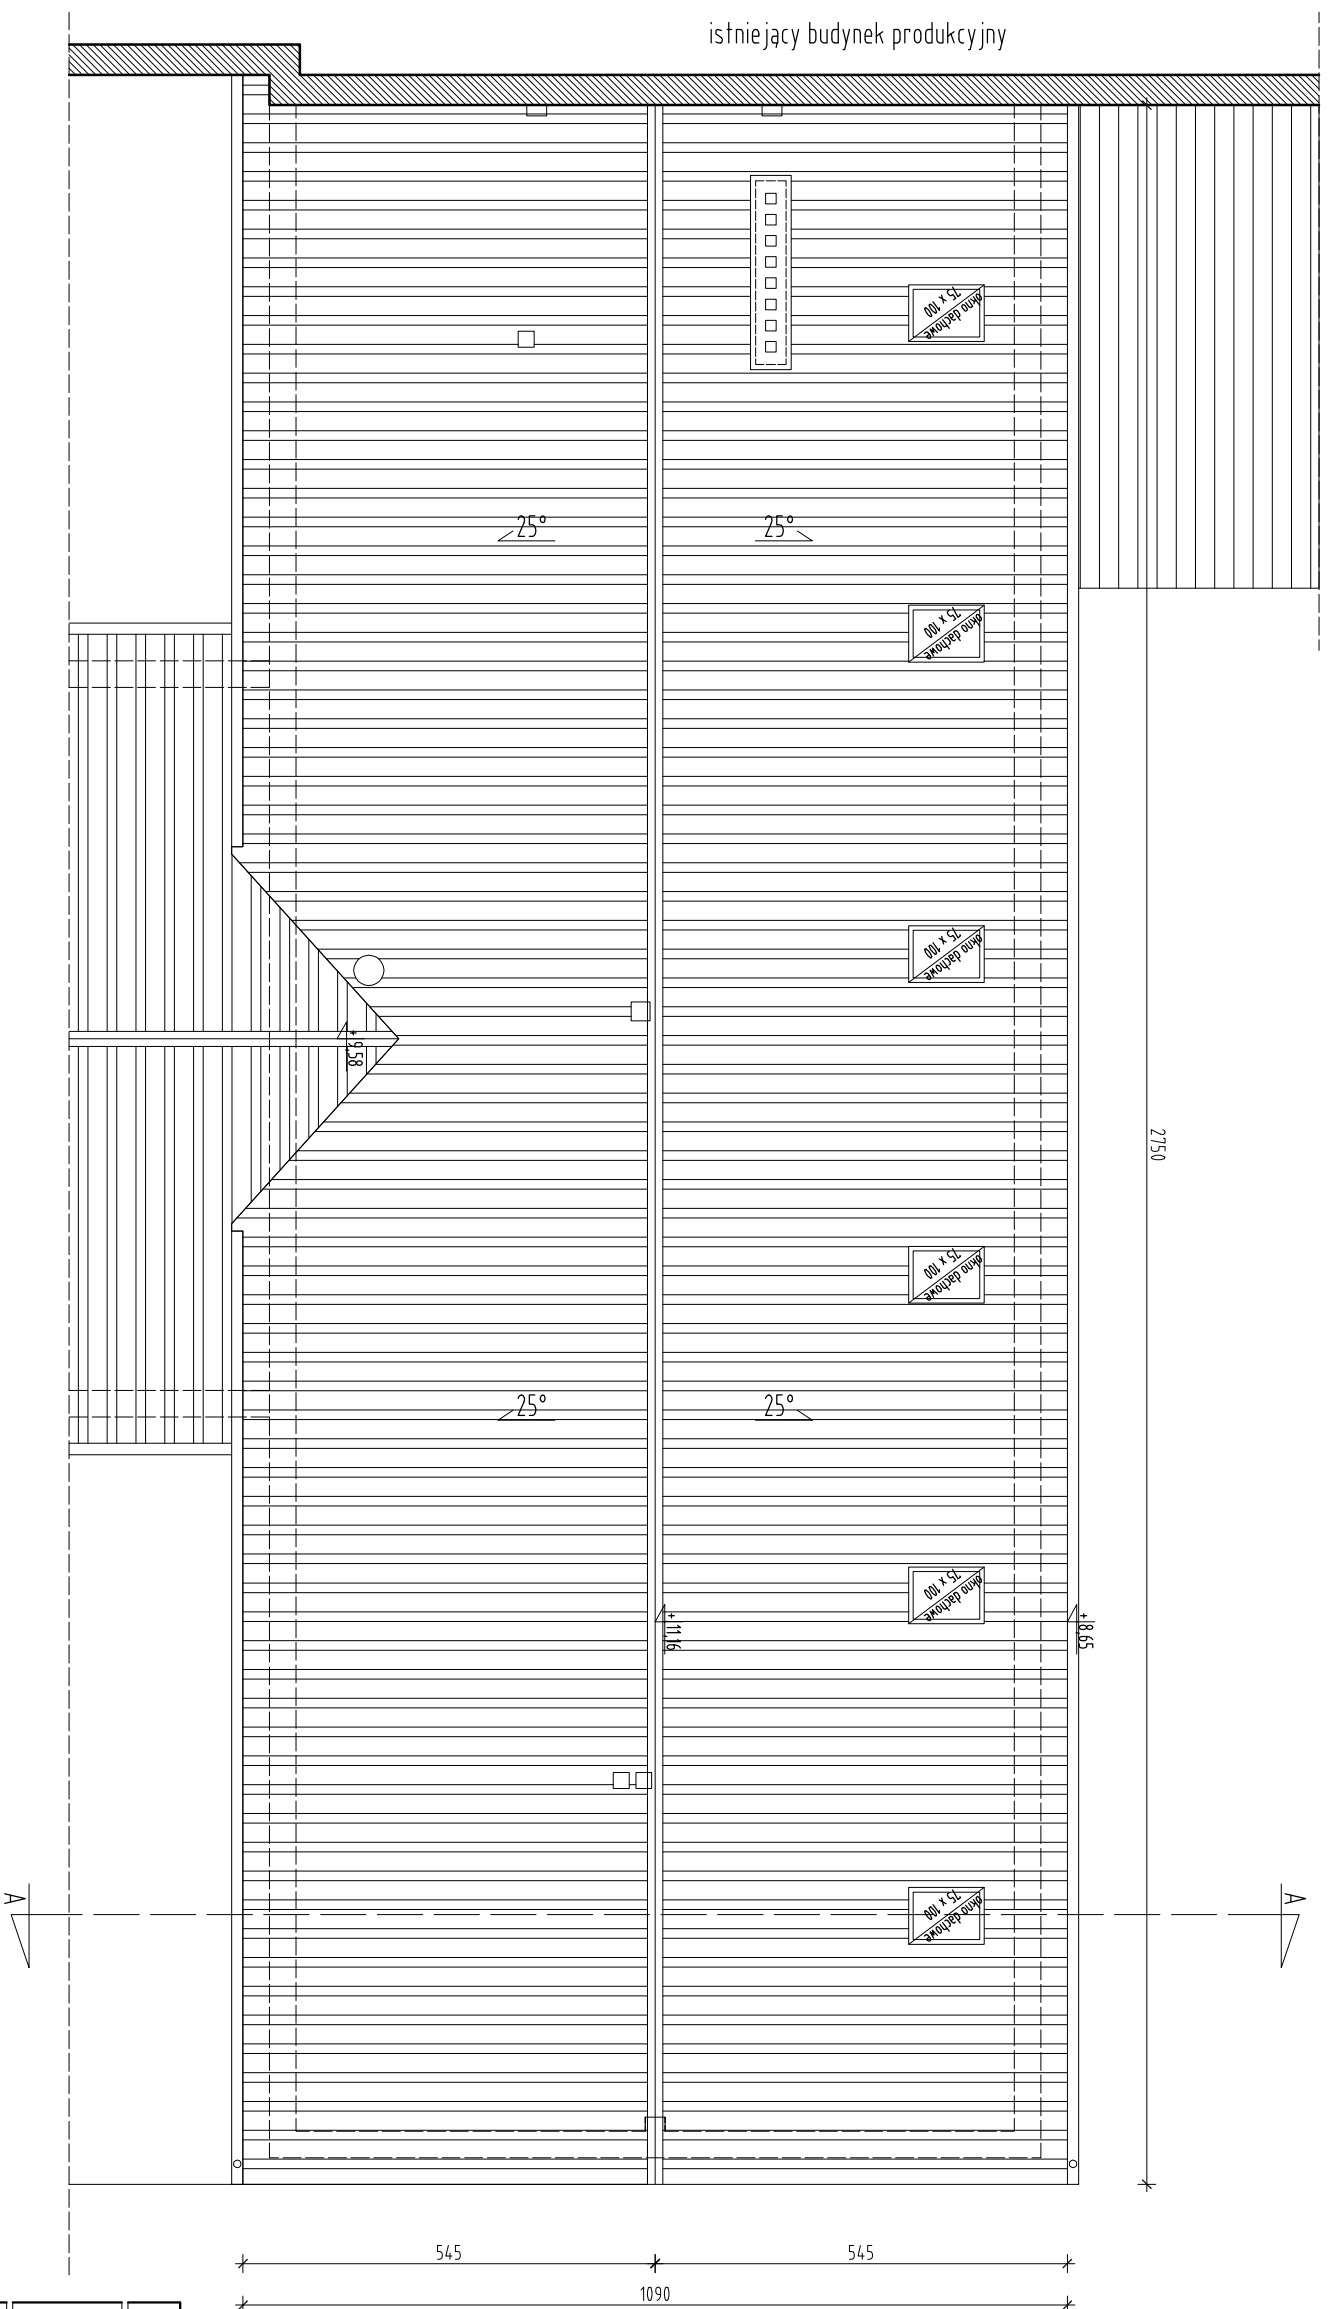 istniejący budynek produkcyjny
okno dachowe
75 x 100
25°
25°
okno dachowe
75 x 100
okno dachowe
75 x 100
+ 9,58
2750
okno dachowe
75 x 100
25°
25°
okno dachowe
75 x 100
+ 11,16
+ 8,65
A
A
okno dachowe
75 x 100
545
545
1090